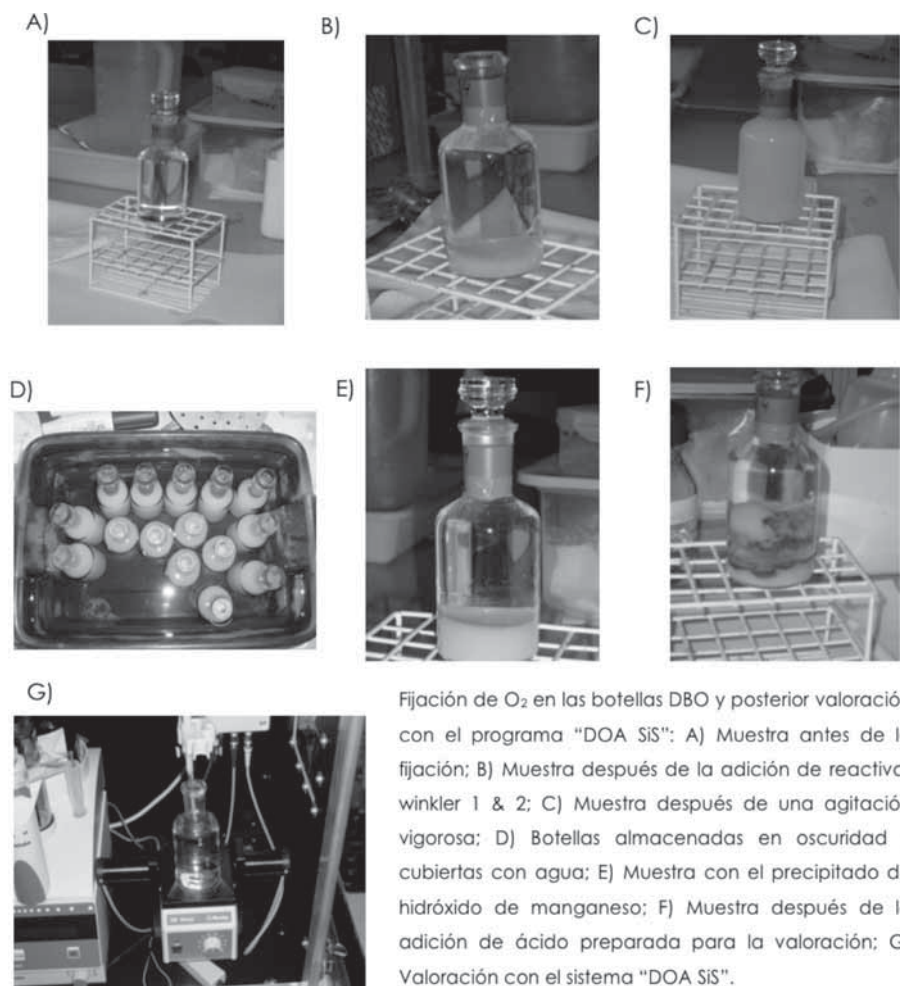 A)
B)
C)
D)
E)
F)
G)
Fijación de O₂ en las botellas DBO y posterior valoració
con el programa "DOA SiS": A) Muestra antes de l
fijación; B) Muestra después de la adición de reactivo
winkler 1 & 2; C) Muestra después de una agitació
vigorosa; D) Botellas almacenadas en oscuridad
cubiertas con agua; E) Muestra con el precipitado d
hidróxido de manganeso; F) Muestra después de l
adición de ácido preparada para la valoración; G
Valoración con el sistema "DOA SiS".